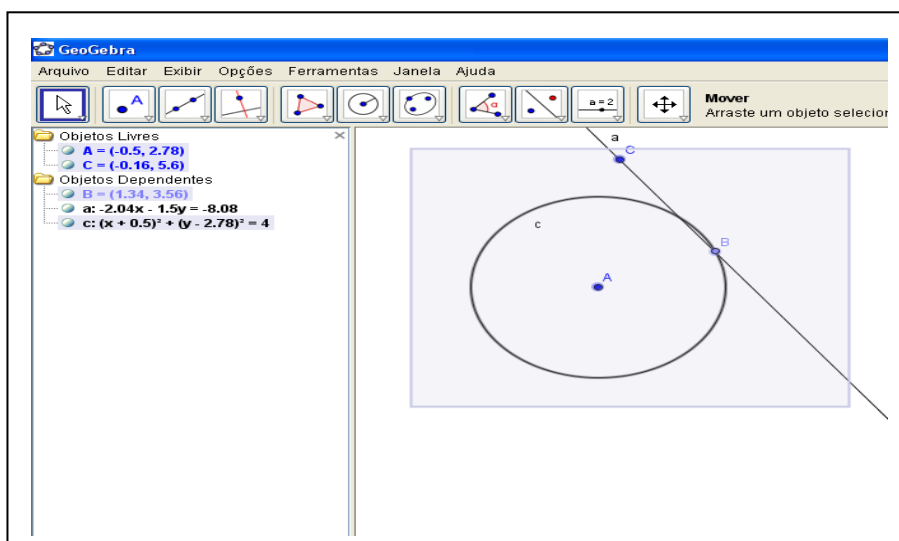 GeoGebra
Arquivo Editar Exibir Opções Ferramentas Janela Ajuda
A
α
a = 2
Mover
Arraste um objeto selecior
Objetos Livres
A = (-0.5, 2.78)
C = (-0.16, 5.6)
Objetos Dependentes
B = (1.34, 3.56)
a: -2.04x - 1.5y = -8.08
c: (x + 0.5)² + (y - 2.78)² = 4
a
C
c
B
A